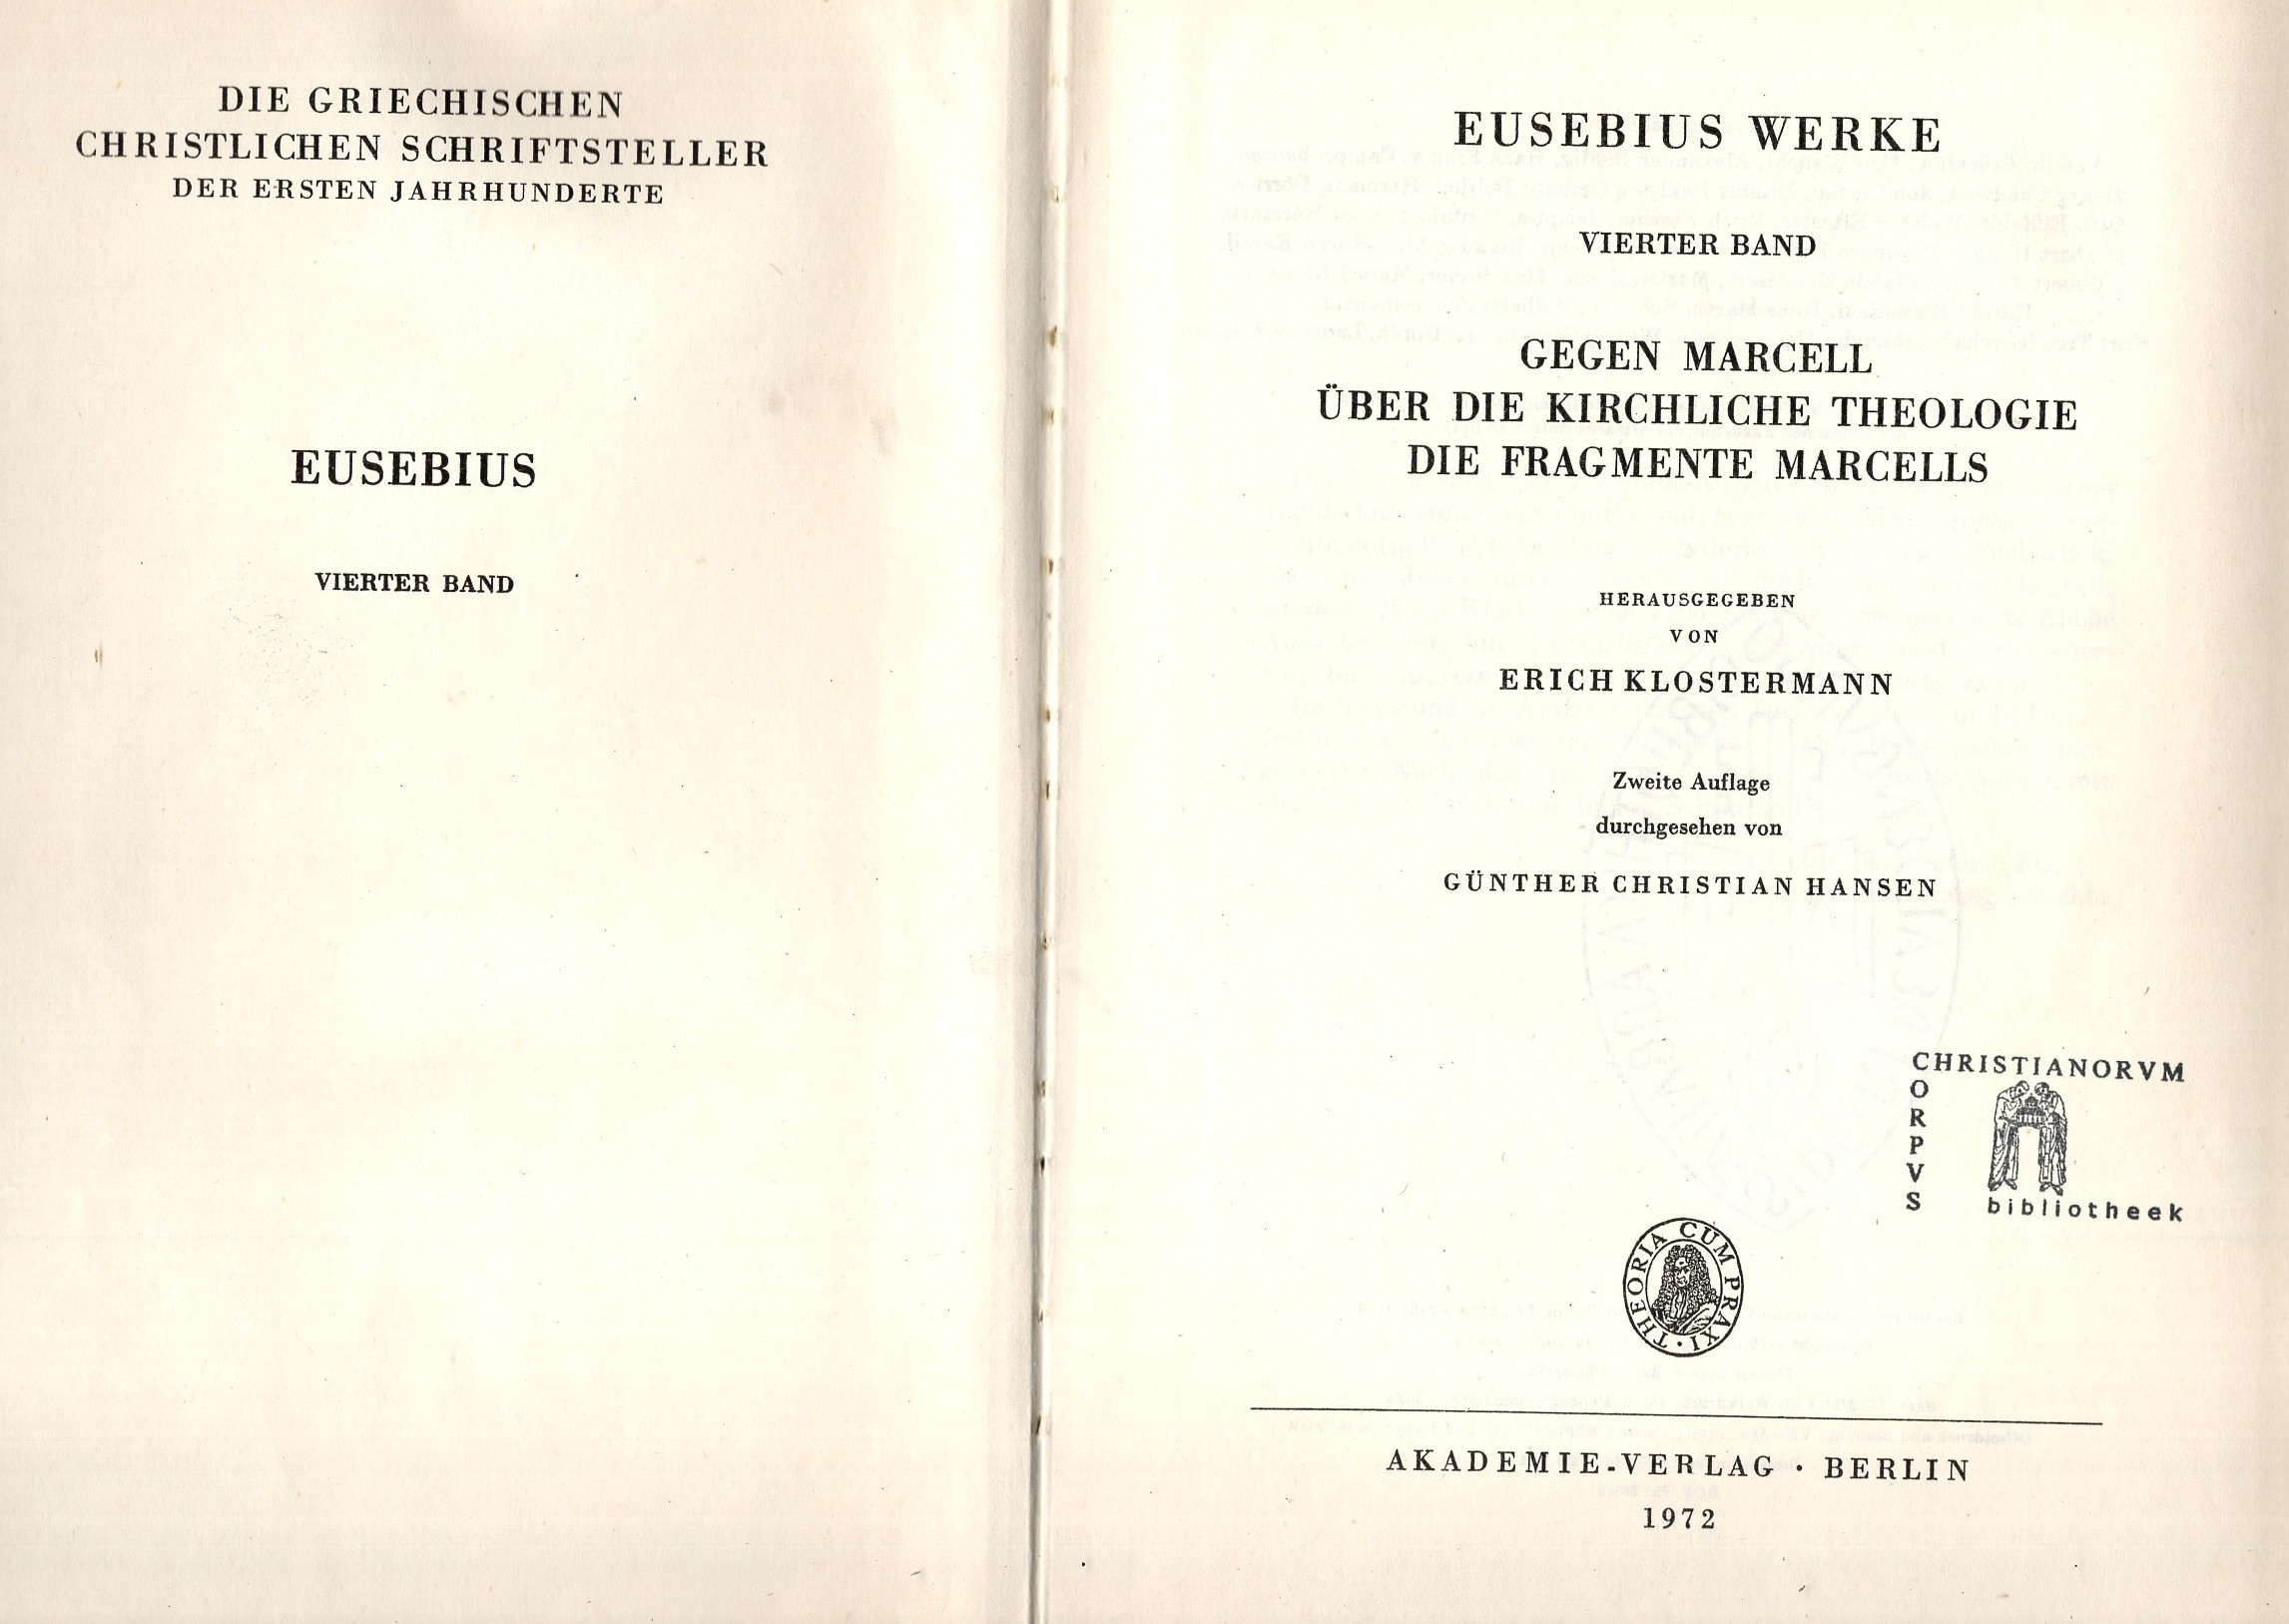 DIE GRIECHISCHEN
CHRISTLICHEN SCHRIFTSTELLER
DER ERSTEN JAHRHUNDERTE
EUSEBIUS
VIERTER BAND
EUSEBIUS WERKE
VIERTER BAND
GEGEN MARCELL
ÜBER DIE KIRCHLICHE THEOLOGIE
DIE FRAGMENTE MARCELLS
HERAUSGEGEBEN
VON
ERICH KLOSTERMANN
Zweite Auflage
durchgesehen von
GÜNTHER CHRISTIAN HANSEN
CHRISTIANORVM
CORPVS
bibliotheek
THEORIA CUM PRAXI
AKADEMIE-VERLAG · BERLIN
1972